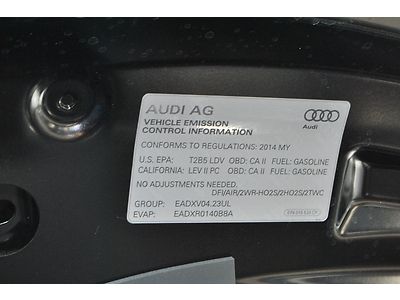 AUDI AG
VEHICLE EMISSION
CONTROL INFORMATION
Audi
CONFORMS TO REGULATIONS: 2014 MY
U.S. EPA: T2B5 LDV OBD: CA II FUEL: GASOLINE
CALIFORNIA: LEV II PC OBD: CA II FUEL: GASOLINE
NO ADJUSTMENTS NEEDED.
DFI/AIR/2WR-HO2S/2HO2S/2TWC
GROUP: EADXV04.23UL
EVAP: EADXR0140B8A